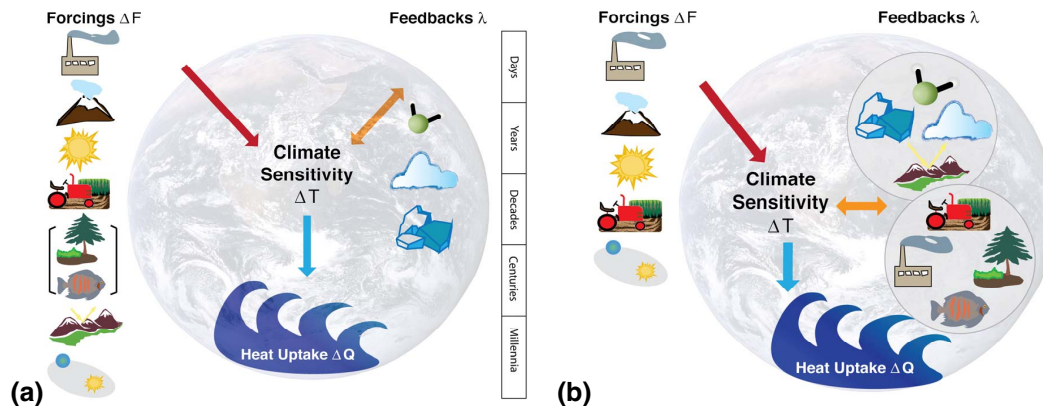 Forcings ΔF
Feedbacks λ
Climate
Sensitivity
ΔT
Heat Uptake ΔQ
Days
Years
Decades
Centuries
Millennia
(a)
Forcings ΔF
Feedbacks λ
Climate
Sensitivity
ΔT
Heat Uptake ΔQ
(b)